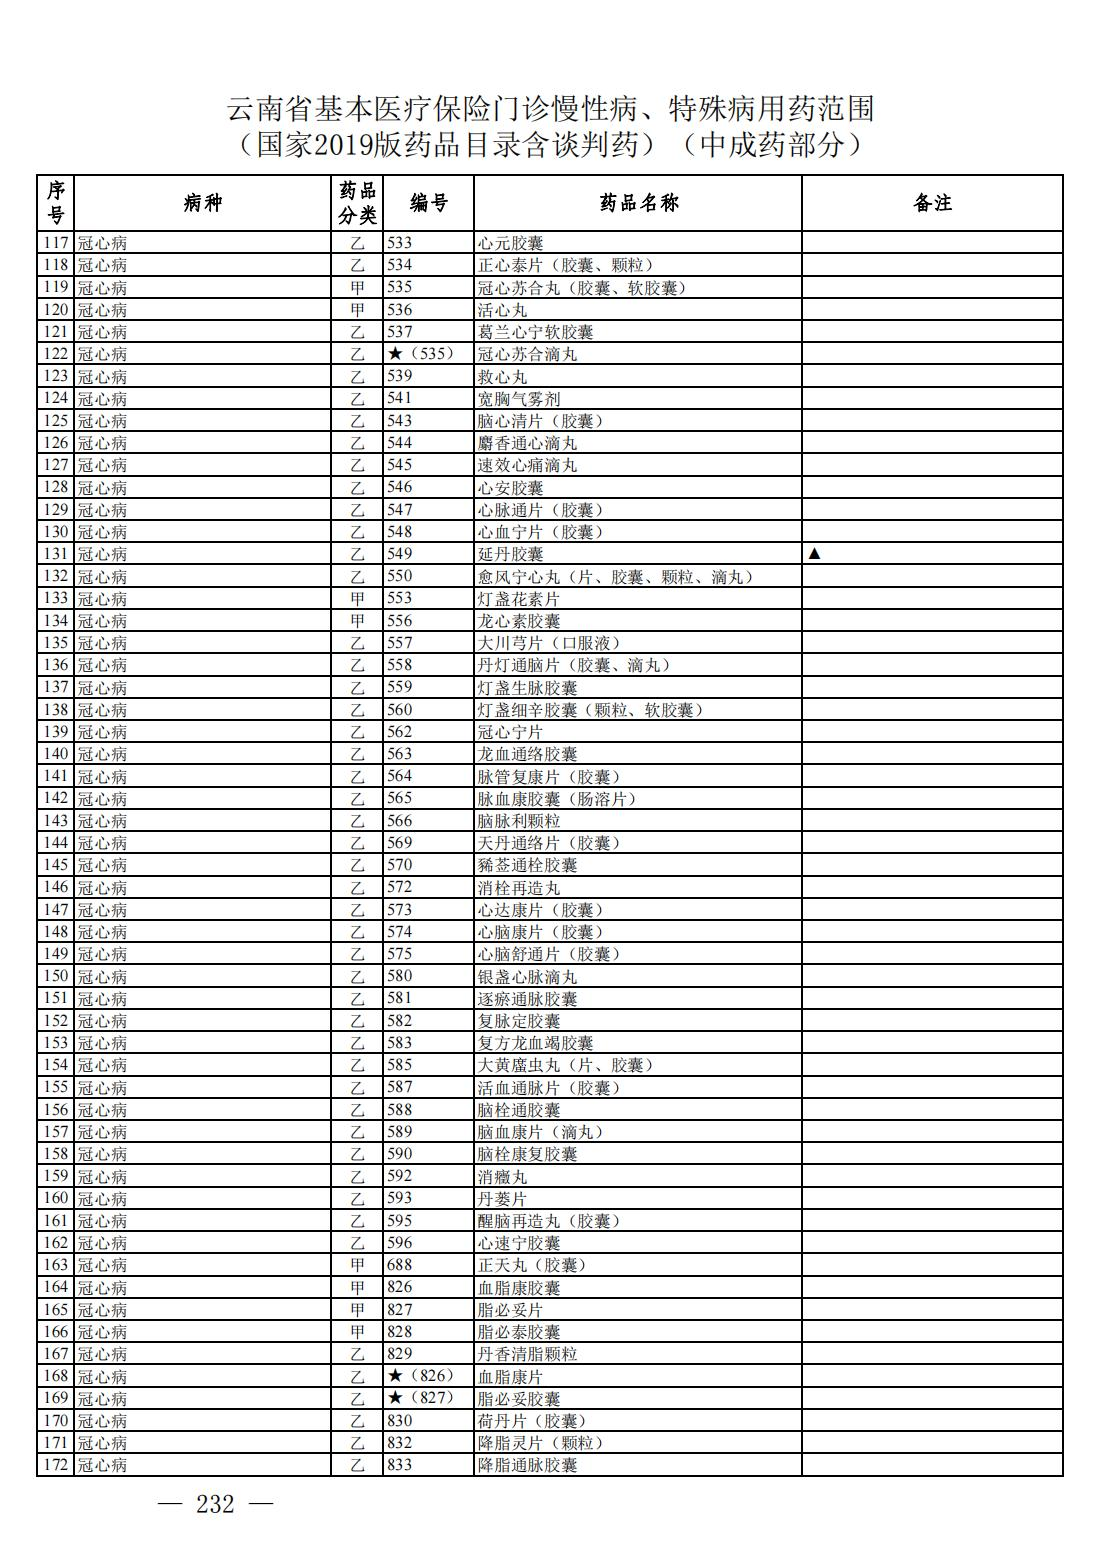 云南省基本医疗保险门诊慢性病、特殊病用药范围
（国家2019版药品目录含谈判药）（中成药部分）
序号 病种 药品分类 编号 药品名称 备注
117 冠心病 乙 533 心元胶囊
118 冠心病 乙 534 正心泰片（胶囊、颗粒）
119 冠心病 甲 535 冠心苏合丸（胶囊、软胶囊）
120 冠心病 甲 536 活心丸
121 冠心病 乙 537 葛兰心宁软胶囊
122 冠心病 乙 ★（535） 冠心苏合滴丸
123 冠心病 乙 539 救心丸
124 冠心病 乙 541 宽胸气雾剂
125 冠心病 乙 543 脑心清片（胶囊）
126 冠心病 乙 544 麝香通心滴丸
127 冠心病 乙 545 速效心痛滴丸
128 冠心病 乙 546 心安胶囊
129 冠心病 乙 547 心脉通片（胶囊）
130 冠心病 乙 548 心血宁片（胶囊）
131 冠心病 乙 549 延丹胶囊 ▲
132 冠心病 乙 550 愈风宁心丸（片、胶囊、颗粒、滴丸）
133 冠心病 甲 553 灯盏花素片
134 冠心病 甲 556 龙心素胶囊
135 冠心病 乙 557 大川芎片（口服液）
136 冠心病 乙 558 丹灯通脑片（胶囊、滴丸）
137 冠心病 乙 559 灯盏生脉胶囊
138 冠心病 乙 560 灯盏细辛胶囊（颗粒、软胶囊）
139 冠心病 乙 562 冠心宁片
140 冠心病 乙 563 龙血通络胶囊
141 冠心病 乙 564 脉管复康片（胶囊）
142 冠心病 乙 565 脉血康胶囊（肠溶片）
143 冠心病 乙 566 脑脉利颗粒
144 冠心病 乙 569 天丹通络片（胶囊）
145 冠心病 乙 570 豨莶通栓胶囊
146 冠心病 乙 572 消栓再造丸
147 冠心病 乙 573 心达康片（胶囊）
148 冠心病 乙 574 心脑康片（胶囊）
149 冠心病 乙 575 心脑舒通片（胶囊）
150 冠心病 乙 580 银盏心脉滴丸
151 冠心病 乙 581 逐瘀通脉胶囊
152 冠心病 乙 582 复脉定胶囊
153 冠心病 乙 583 复方龙血竭胶囊
154 冠心病 乙 585 大黄䗪虫丸（片、胶囊）
155 冠心病 乙 587 活血通脉片（胶囊）
156 冠心病 乙 588 脑栓通胶囊
157 冠心病 乙 589 脑血康片（滴丸）
158 冠心病 乙 590 脑栓康复胶囊
159 冠心病 乙 592 消癥丸
160 冠心病 乙 593 丹蒌片
161 冠心病 乙 595 醒脑再造丸（胶囊）
162 冠心病 乙 596 心速宁胶囊
163 冠心病 甲 688 正天丸（胶囊）
164 冠心病 甲 826 血脂康胶囊
165 冠心病 甲 827 脂必妥片
166 冠心病 甲 828 脂必泰胶囊
167 冠心病 乙 829 丹香清脂颗粒
168 冠心病 乙 ★（826） 血脂康片
169 冠心病 乙 ★（827） 脂必妥胶囊
170 冠心病 乙 830 荷丹片（胶囊）
171 冠心病 乙 832 降脂灵片（颗粒）
172 冠心病 乙 833 降脂通脉胶囊
— 232 —